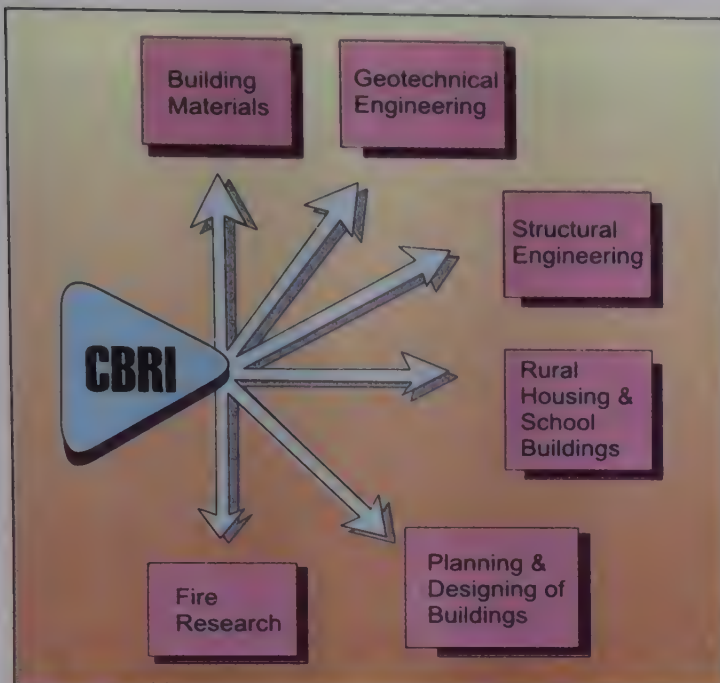 Building
Materials
Geotechnical
Engineering
Structural
Engineering
CBRI
Rural
Housing &
School
Buildings
Planning &
Designing of
Buildings
Fire
Research